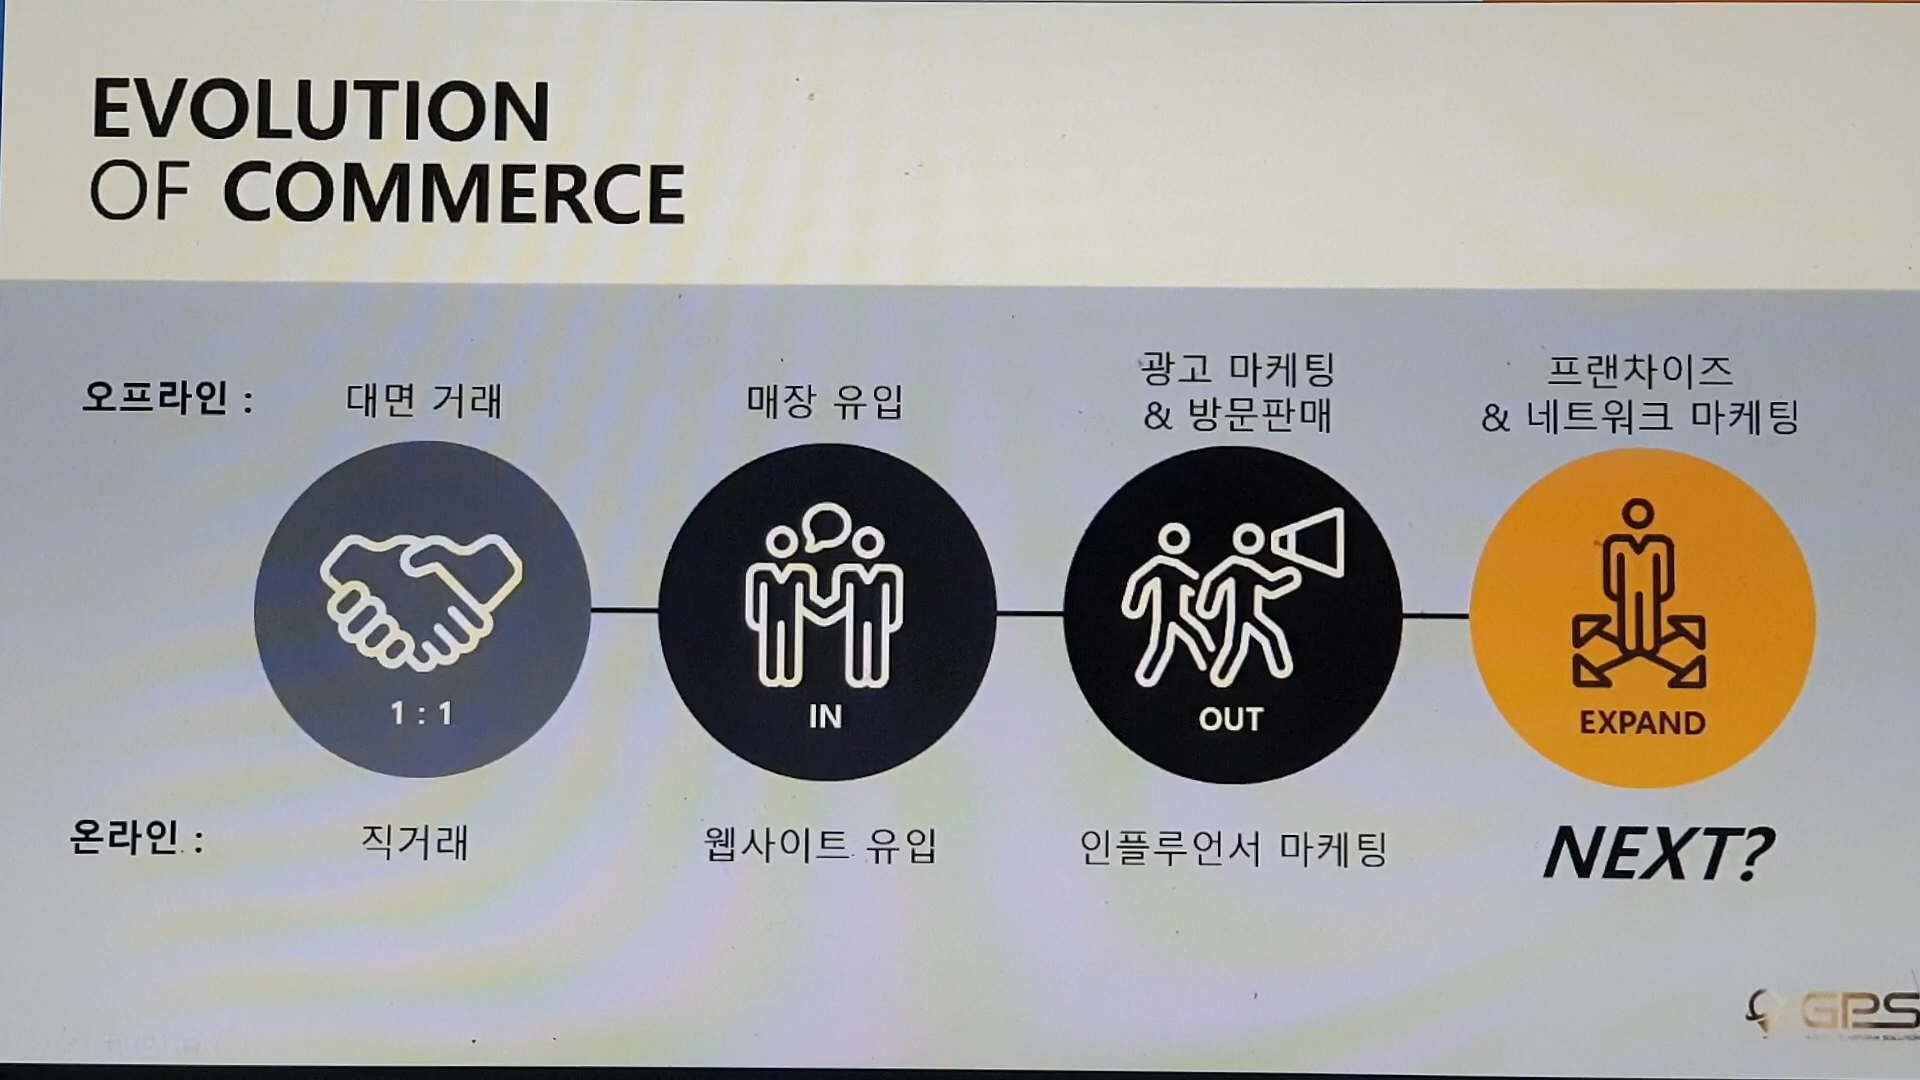 EVOLUTION
OF COMMERCE
오프라인 :
대면 거래
매장 유입
광고 마케팅
& 방문판매
프랜차이즈
& 네트워크 마케팅
1 : 1
IN
OUT
EXPAND
온라인 :
직거래
웹사이트 유입
인플루언서 마케팅
NEXT?
GPS